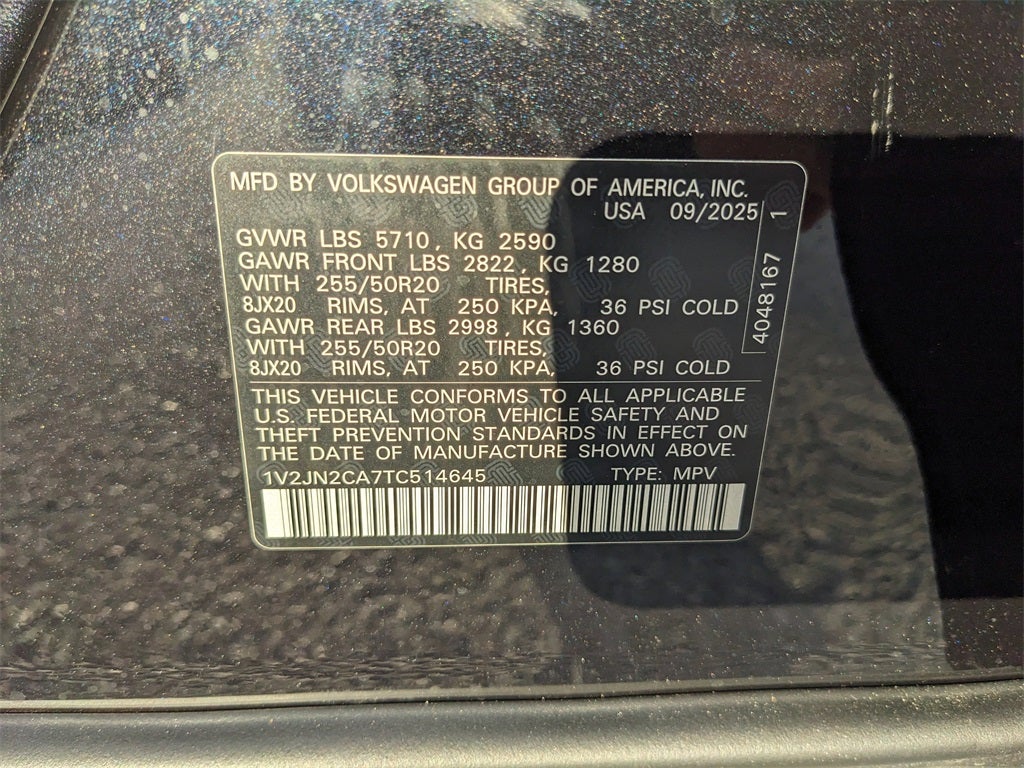 MFD BY VOLKSWAGEN GROUP OF AMERICA, INC.
USA 09/2025
GVWR LBS 5710, KG 2590
GAWR FRONT LBS 2822, KG 1280
WITH 255/50R20 TIRES,
8JX20 RIMS, AT 250 KPA, 36 PSI COLD
GAWR REAR LBS 2998, KG 1360
WITH 255/50R20 TIRES,
8JX20 RIMS, AT 250 KPA, 36 PSI COLD
THIS VEHICLE CONFORMS TO ALL APPLICABLE
U.S. FEDERAL MOTOR VEHICLE SAFETY AND
THEFT PREVENTION STANDARDS IN EFFECT ON
THE DATE OF MANUFACTURE SHOWN ABOVE.
1V2JN2CA7TC514645 TYPE: MPV
4048167 1